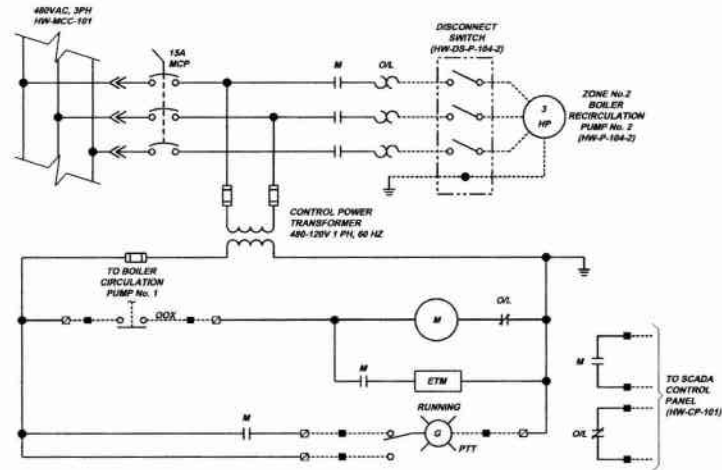 480VAC, 3PH
HW-MCC-101
15A
MCP
M
O/L
DISCONNECT
SWITCH
(HW-DS-P-104-2)
3
HP
ZONE No.2
BOILER
RECIRCULATION
PUMP No. 2
(HW-P-104-2)
CONTROL POWER
TRANSFORMER
480-120V 1 PH, 60 HZ
TO BOILER
CIRCULATION
PUMP No. 1
OOX
M
O/L
M
ETM
M
RUNNING
G
PTT
M
O/L
TO SCADA
CONTROL
PANEL
(HW-CP-101)